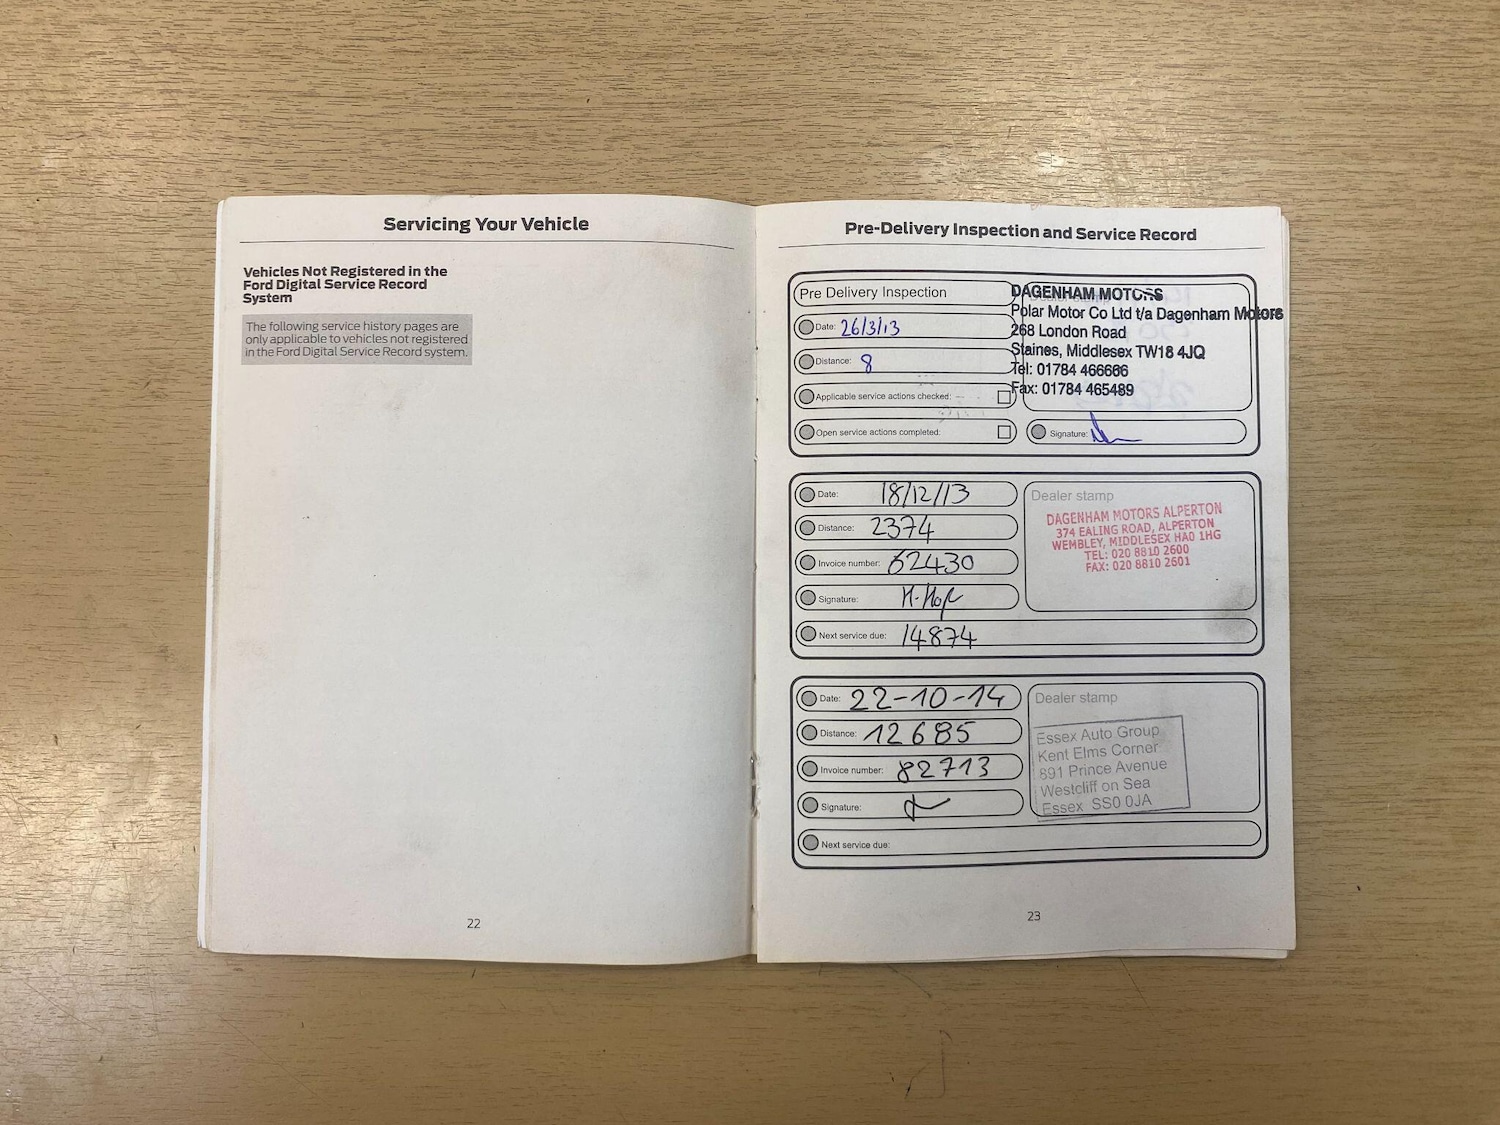 Servicing Your Vehicle
Vehicles Not Registered in the
Ford Digital Service Record
System
The following service history pages are
only applicable to vehicles not registered
in the Ford Digital Service Record system.
22
Pre-Delivery Inspection and Service Record
Pre Delivery Inspection
Date: 26/3/13
Distance: 8
Applicable service actions checked:
Open service actions completed:
DAGENHAM MOTORS
Polar Motor Co Ltd t/a Dagenham Motors
268 London Road
Staines, Middlesex TW18 4JQ
Tel: 01784 466666
Fax: 01784 465489
Signature:
Date: 18/12/13
Distance: 2374
Invoice number: 62430
Signature:
Next service due: 14874
Dealer stamp
DAGENHAM MOTORS ALPERTON
374 EALING ROAD, ALPERTON
WEMBLEY, MIDDLESEX HA0 1HG
TEL: 020 8810 2600
FAX: 020 8810 2601
Date: 22-10-14
Distance: 12685
Invoice number: 82713
Signature:
Next service due:
Dealer stamp
Essex Auto Group
Kent Elms Corner
891 Prince Avenue
Westcliff on Sea
Essex SS0 0JA
23